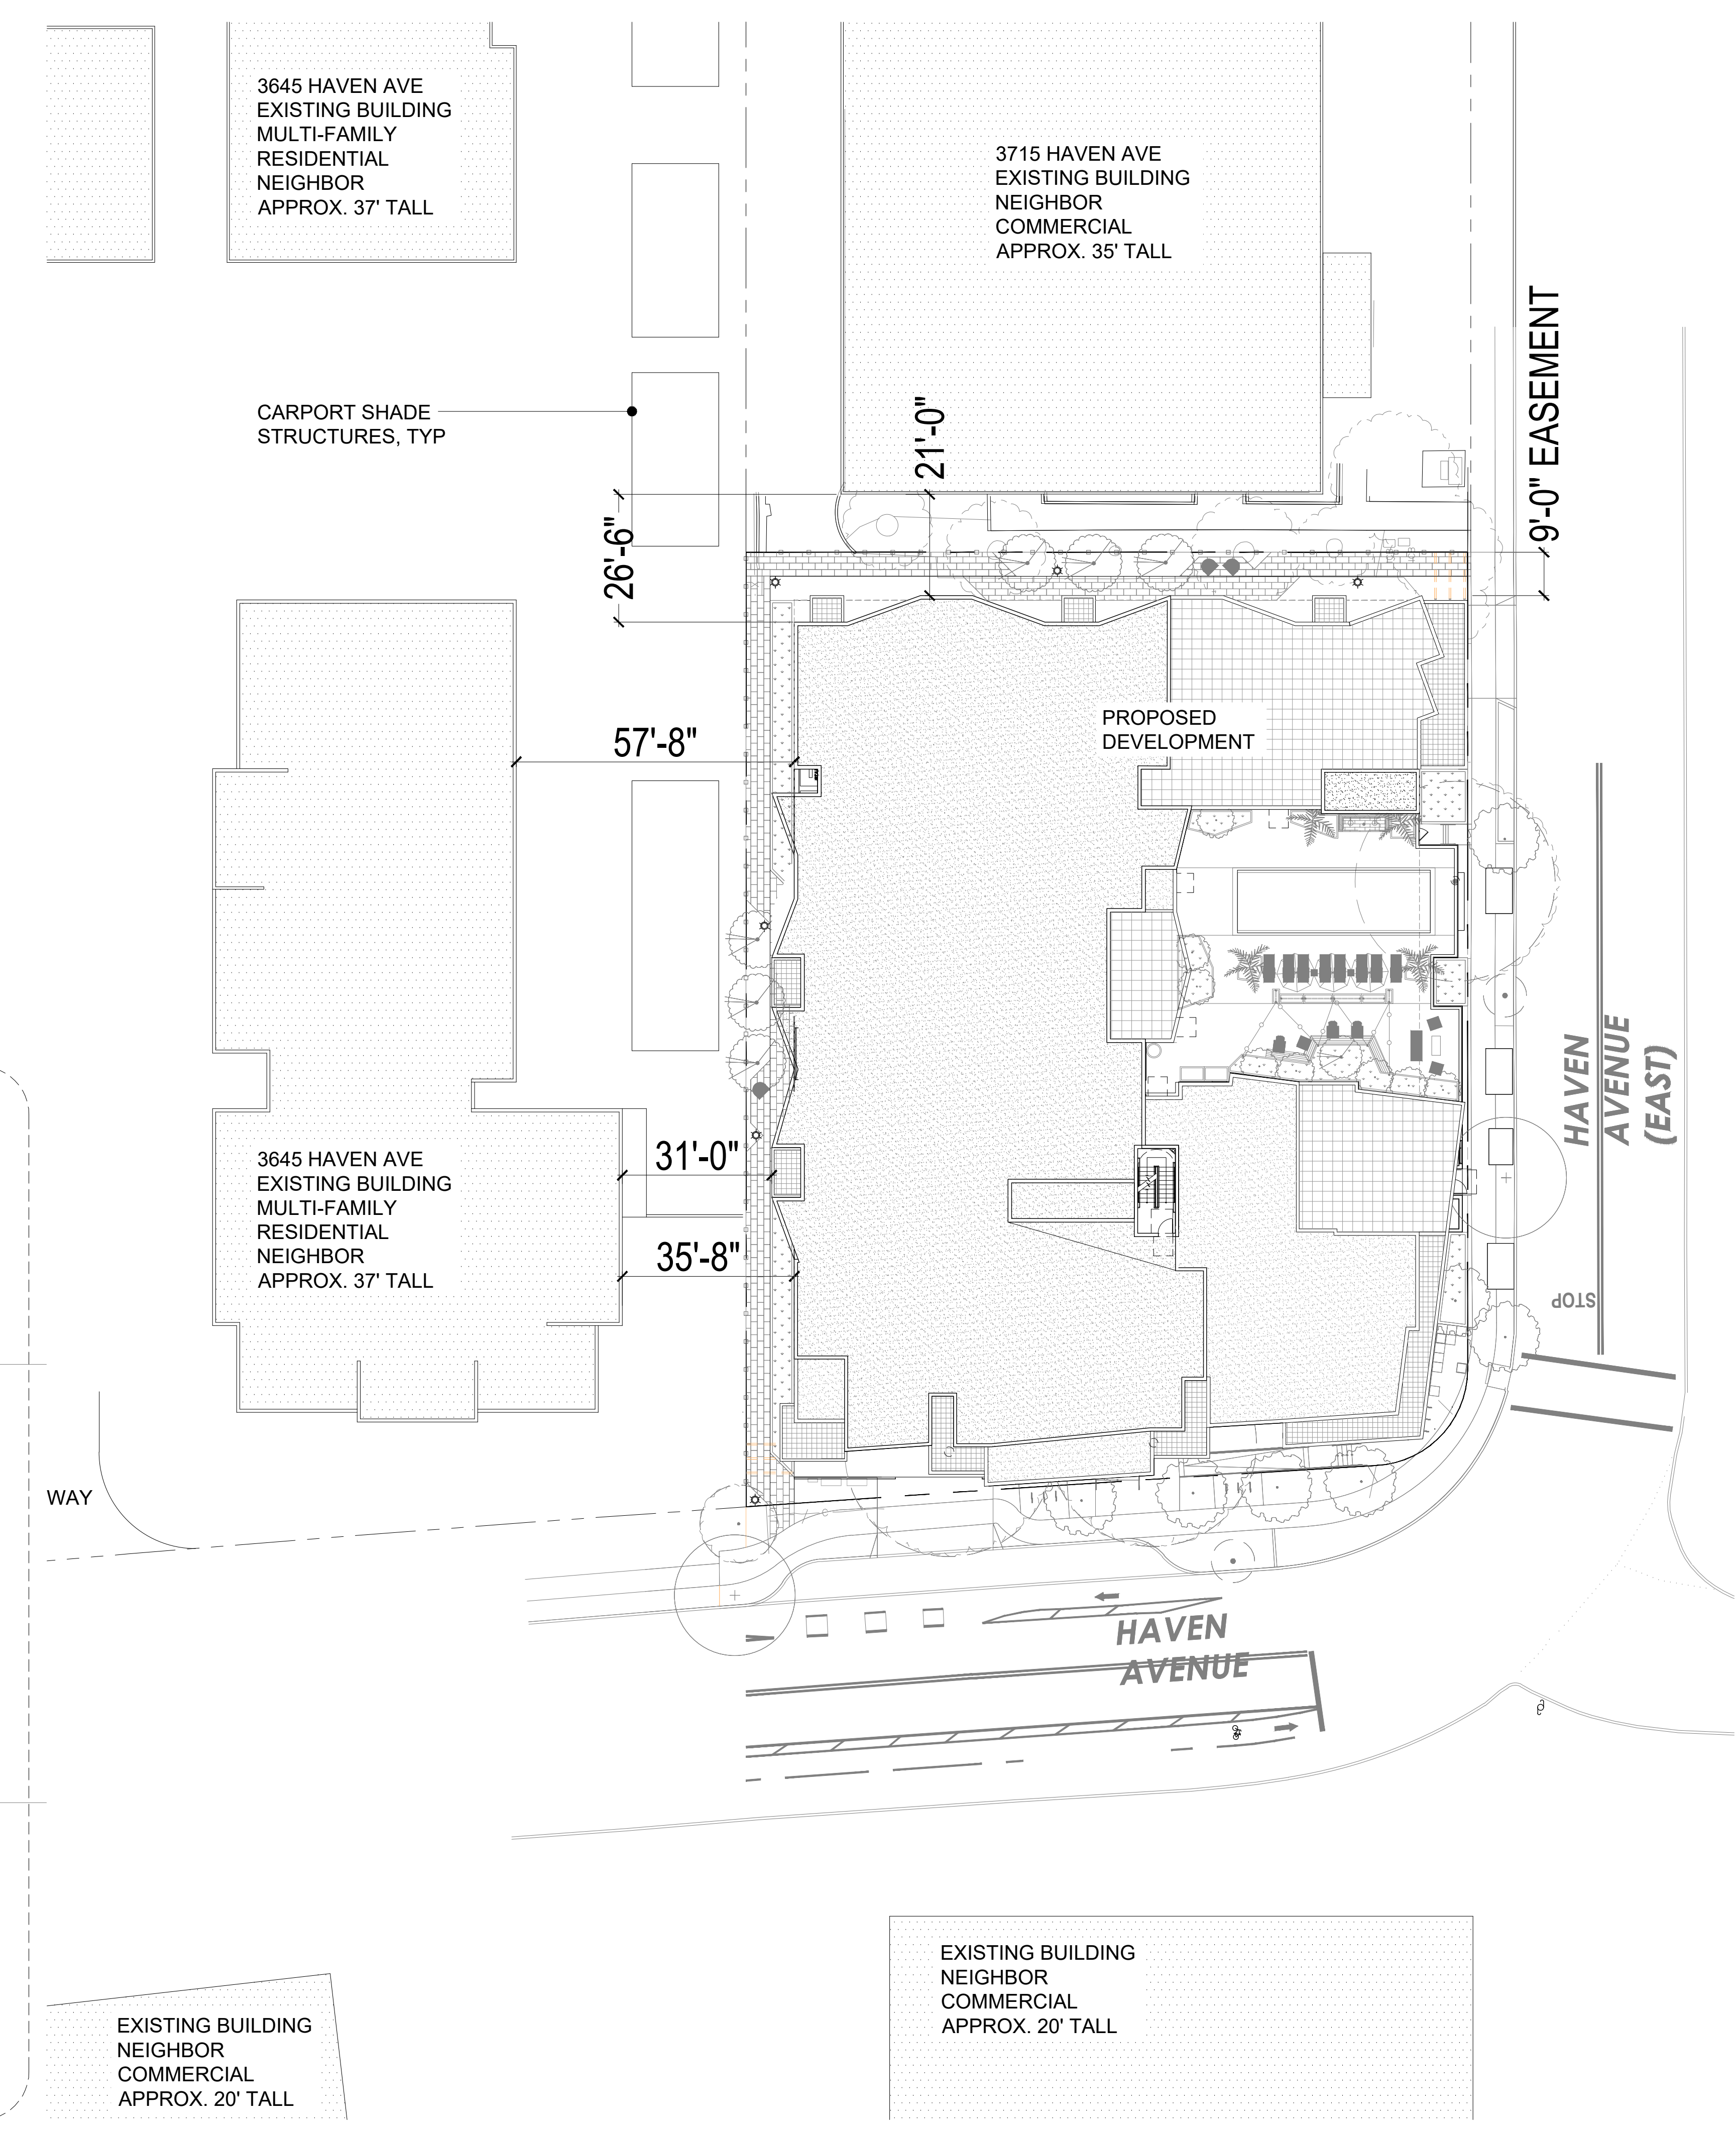 3645 HAVEN AVE
EXISTING BUILDING
MULTI-FAMILY
RESIDENTIAL
NEIGHBOR
APPROX. 37' TALL
3715 HAVEN AVE
EXISTING BUILDING
NEIGHBOR
COMMERCIAL
APPROX. 35' TALL
CARPORT SHADE
STRUCTURES, TYP
21'-0"
9'-0" EASEMENT
26'-6"
PROPOSED
DEVELOPMENT
57'-8"
31'-0"
35'-8"
3645 HAVEN AVE
EXISTING BUILDING
MULTI-FAMILY
RESIDENTIAL
NEIGHBOR
APPROX. 37' TALL
HAVEN
AVENUE
(EAST)
STOP
WAY
HAVEN
AVENUE
EXISTING BUILDING
NEIGHBOR
COMMERCIAL
APPROX. 20' TALL
EXISTING BUILDING
NEIGHBOR
COMMERCIAL
APPROX. 20' TALL